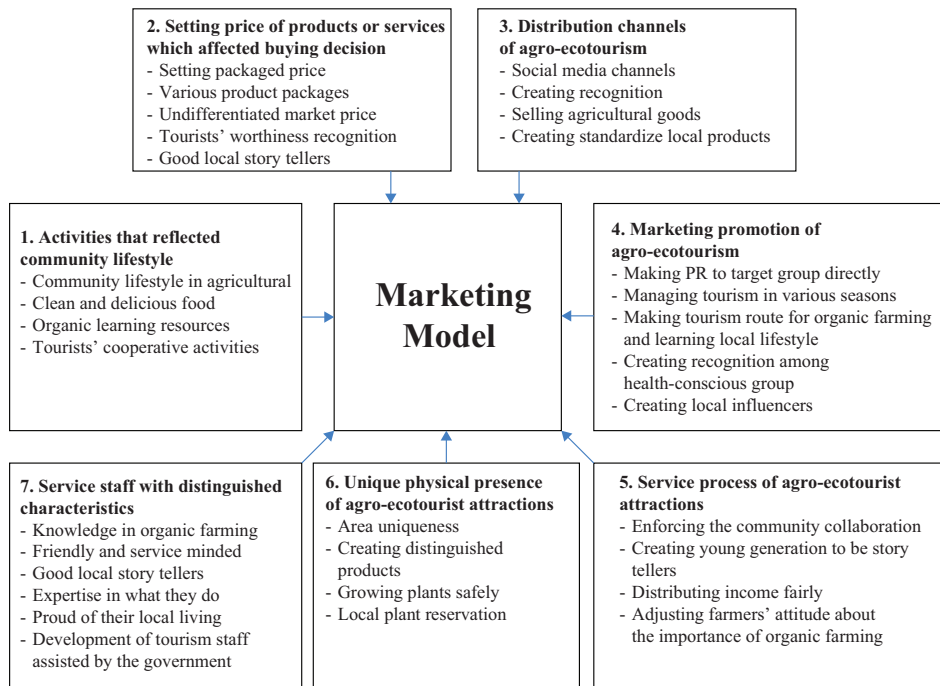 2. Setting price of products or services
which affected buying decision
- Setting packaged price
- Various product packages
- Undifferentiated market price
- Tourists' worthiness recognition
- Good local story tellers
3. Distribution channels
of agro-ecotourism
- Social media channels
- Creating recognition
- Selling agricultural goods
- Creating standardize local products
1. Activities that reflected
community lifestyle
- Community lifestyle in agricultural
- Clean and delicious food
- Organic learning resources
- Tourists' cooperative activities
Marketing
Model
4. Marketing promotion of
agro-ecotourism
- Making PR to target group directly
- Managing tourism in various seasons
- Making tourism route for organic farming
and learning local lifestyle
- Creating recognition among
health-conscious group
- Creating local influencers
7. Service staff with distinguished
characteristics
- Knowledge in organic farming
- Friendly and service minded
- Good local story tellers
- Expertise in what they do
- Proud of their local living
- Development of tourism staff
assisted by the government
6. Unique physical presence
of agro-ecotourist attractions
- Area uniqueness
- Creating distinguished
products
- Growing plants safely
- Local plant reservation
5. Service process of agro-ecotourist
attractions
- Enforcing the community collaboration
- Creating young generation to be story
tellers
- Distributing income fairly
- Adjusting farmers' attitude about
the importance of organic farming